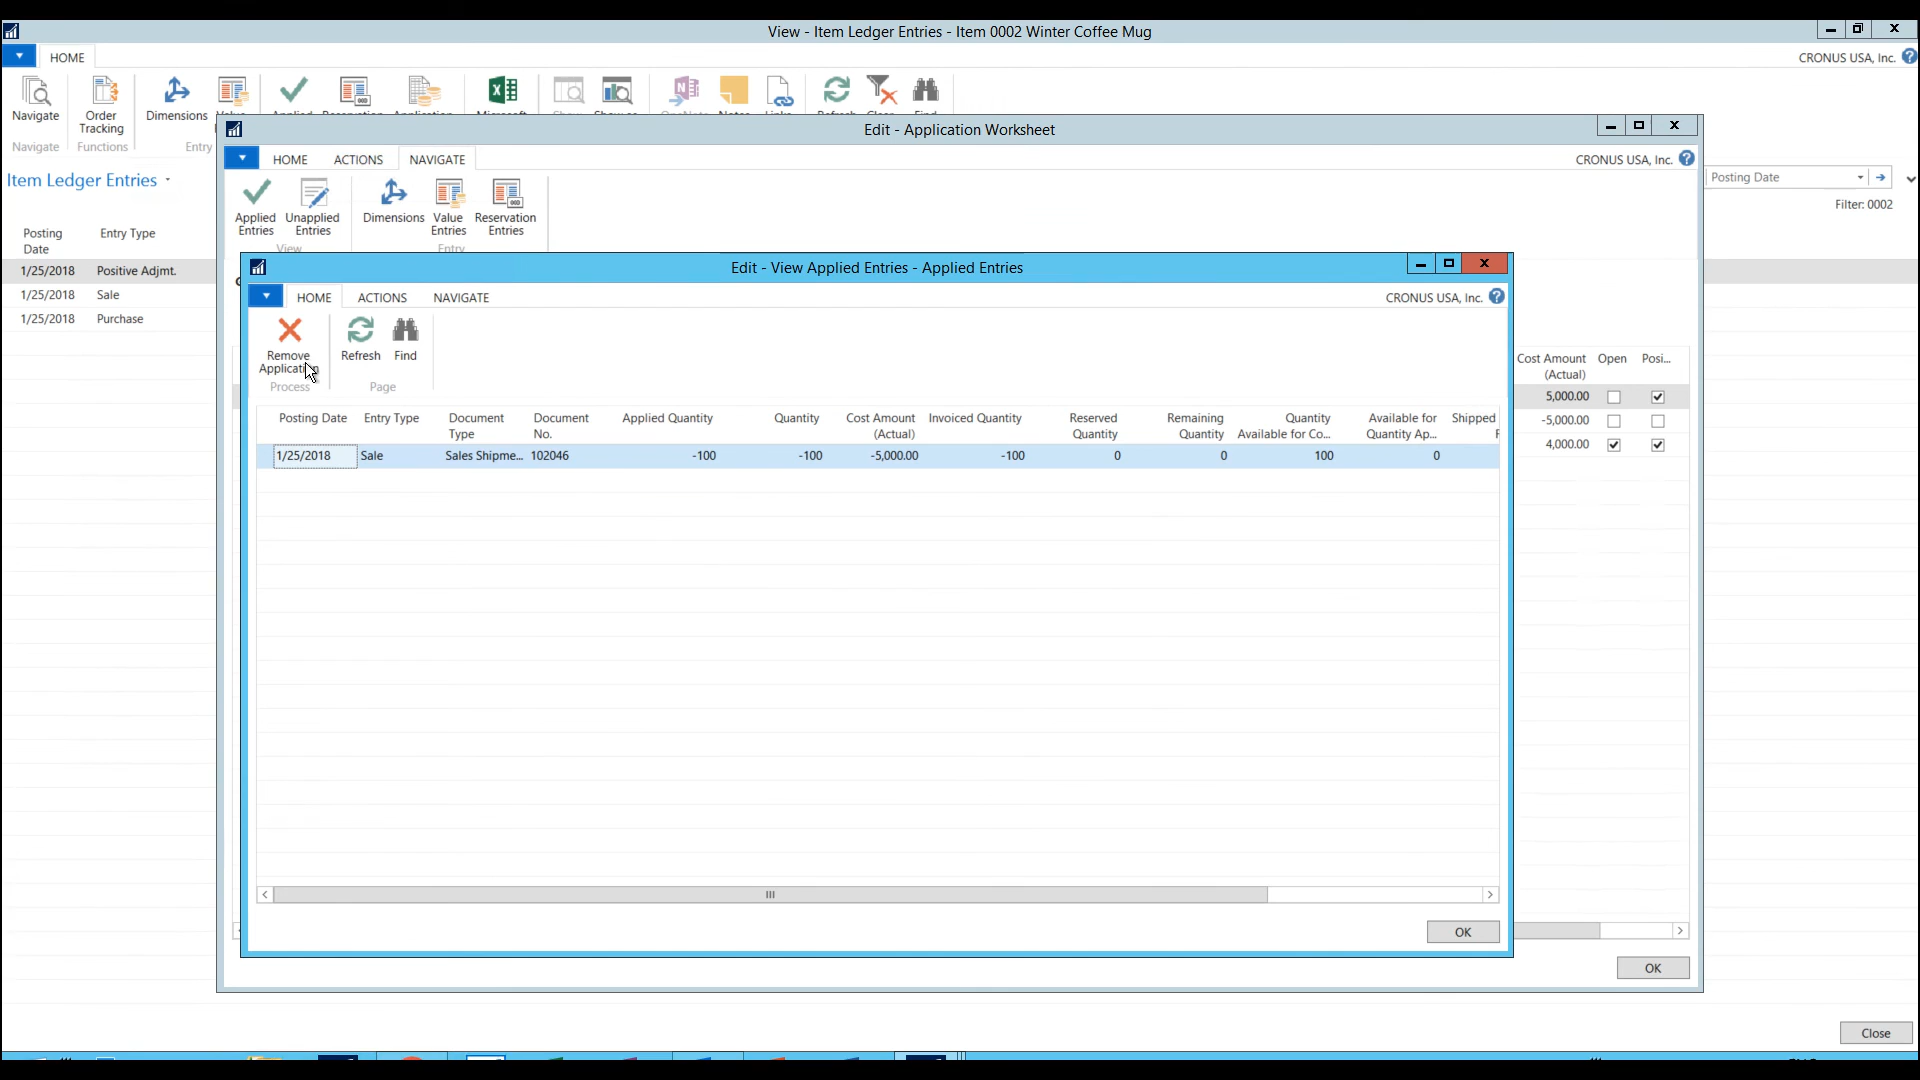 View - Item Ledger Entries - Item 0002 Winter Coffee Mug
HOME
CRONUS USA, Inc.
Navigate
Order
Tracking
Dimensions
Navigate
Functions
Entry
Item Ledger Entries
Posting Date
Filter: 0002
Posting
Date
Entry Type
1/25/2018 Positive Adjmt.
1/25/2018 Sale
1/25/2018 Purchase
Edit - Application Worksheet
HOME ACTIONS NAVIGATE
CRONUS USA, Inc.
Applied
Entries
Unapplied
Entries
Dimensions
Value
Entries
Reservation
Entries
View
Entry
Cost Amount
(Actual)
Open
Posi...
5,000.00
-5,000.00
4,000.00
Edit - View Applied Entries - Applied Entries
HOME ACTIONS NAVIGATE
CRONUS USA, Inc.
Remove
Application
Refresh
Find
Process
Page
Posting Date
Entry Type
Document
Type
Document
No.
Applied Quantity
Quantity
Cost Amount
(Actual)
Invoiced Quantity
Reserved
Quantity
Remaining
Quantity
Quantity
Available for Co...
Available for
Quantity Ap...
Shipped
1/25/2018 Sale Sales Shipme... 102046 -100 -100 -5,000.00 -100 0 0 100 0
OK
OK
Close